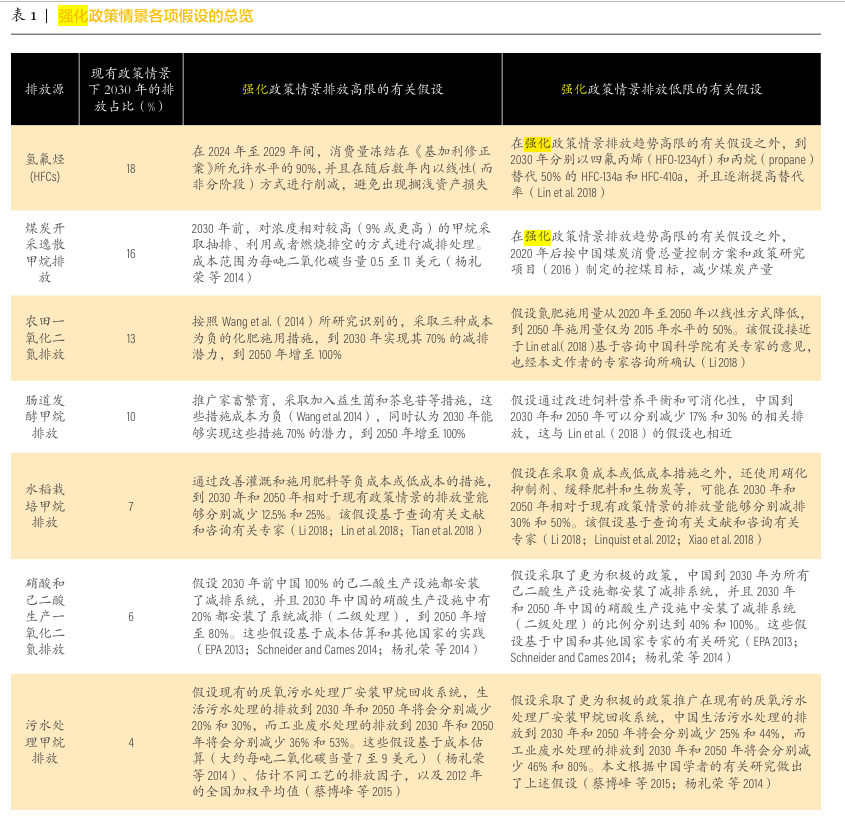 表 1 | 强化政策情景各项假设的总览
排放源
现有政策情景
下 2030 年的排
放占比（%）
强化政策情景排放高限的有关假设
强化政策情景排放低限的有关假设
氢氟烃
(HFCs)
18
在 2024 年至 2029 年间，消费量冻结在《基加利修正
案》所允许水平的 90%，并且在随后数年内以线性（而
非分阶段）方式进行削减，避免出现搁浅资产损失
在强化政策情景排放趋势高限的有关假设之外，到
2030 年分别以四氟丙烯（HFO-1234yf）和丙烷（propane）
替代 50% 的 HFC-134a 和 HFC-410a，并且逐渐提高替代
率（Lin et al. 2018）
煤炭开
采逃散
甲烷排
放
16
2030 年前，对浓度相对较高（9% 或更高）的甲烷采
取抽排、利用或者燃烧排空的方式进行减排处理。
成本范围为每吨二氧化碳当量 0.5 至 11 美元（杨礼
荣 等 2014）
在强化政策情景排放趋势高限的有关假设之外，
2020 年后按中国煤炭消费总量控制方案和政策研究
项目（2016）制定的控煤目标，减少煤炭产量
农田一
氧化二
氮排放
13
按照 Wang et al.（2014）所研究识别的，采取三种成本
为负的化肥施用措施，到 2030 年实现其 70% 的减排
潜力，到 2050 年增至 100%
假设氮肥施用量从 2020 年至 2050 年以线性方式降低，
到 2050 年施用量仅为 2015 年水平的 50%。该假设接近
于 Lin et al.（2018）基于咨询中国科学院有关专家的意见，
也经本文作者的专家咨询所确认（Li 2018）
肠道发
酵甲烷
排放
10
推广家畜繁育，采取加入益生菌和茶皂苷等措施，这
些措施成本为负（Wang et al. 2014），同时认为 2030 年能
够实现这些措施 70% 的潜力，到 2050 年增至 100%
假设通过改进饲料营养平衡和可消化性，中国到
2030 年和 2050 年可以分别减少 17% 和 30% 的相关排
放，这与 Lin et al.（2018）的假设也相近
水稻栽
培甲烷
排放
7
通过改善灌溉和施用肥料等负成本或低成本的措施，
到 2030 年和 2050 年相对于现有政策情景的排放量能
够分别减少 12.5% 和 25%。该假设基于查询有关文献
和咨询有关专家（Li 2018；Lin et al. 2018；Tian et al. 2018）
假设在采取负成本或低成本措施之外，还使用硝化
抑制剂、缓释肥料和生物炭等，可能在 2030 年和
2050 年相对于现有政策情景的排放量能够分别减排
30% 和 50%。该假设基于查询有关文献和咨询有关
专家（Li 2018；Linquist et al. 2012；Xiao et al. 2018）
硝酸和
己二酸
生产一
氧化二
氮排放
6
假设 2030 年前中国 100% 的己二酸生产设施都安装
了减排系统，并且 2030 年中国的硝酸生产设施中有
20% 都安装了系统减排（二级处理），到 2050 年增
至 80%。这些假设基于成本估算和其他国家的实践
（EPA 2013；Schneider and Cames 2014；杨礼荣 等 2014）
假设采取了更为积极的政策，中国到 2030 年为所有
己二酸生产设施都安装了减排系统，并且 2030 年
和 2050 年中国的硝酸生产设施中安装了减排系统
（二级处理）的比例分别达到 40% 和 100%。这些假
设基于中国和其他国家专家的有关研究（EPA 2013；
Schneider and Cames 2014；杨礼荣 等 2014）
污水处
理甲烷
排放
4
假设现有的厌氧污水处理厂安装甲烷回收系统，生
活污水处理的排放到 2030 年和 2050 年将会分别减少
20% 和 30%，而工业废水处理的排放到 2030 年和 2050
年将会分别减少 36% 和 53%。这些假设基于成本估
算（大约每吨二氧化碳当量 7 至 9 美元）（杨礼荣
等 2014）、估计不同工艺的排放因子，以及 2012 年
的全国加权平均值（蔡博峰 等 2015）
假设采取了更为积极的政策推广在现有的厌氧污水
处理厂安装甲烷回收系统，中国生活污水处理的排
放到 2030 年和 2050 年将会分别减少 25% 和 44%，而
工业废水处理的排放到 2030 年和 2050 年将会分别减
少 46% 和 80%。本文根据中国学者的有关研究做出
了上述假设（蔡博峰 等 2015；杨礼荣 等 2014）